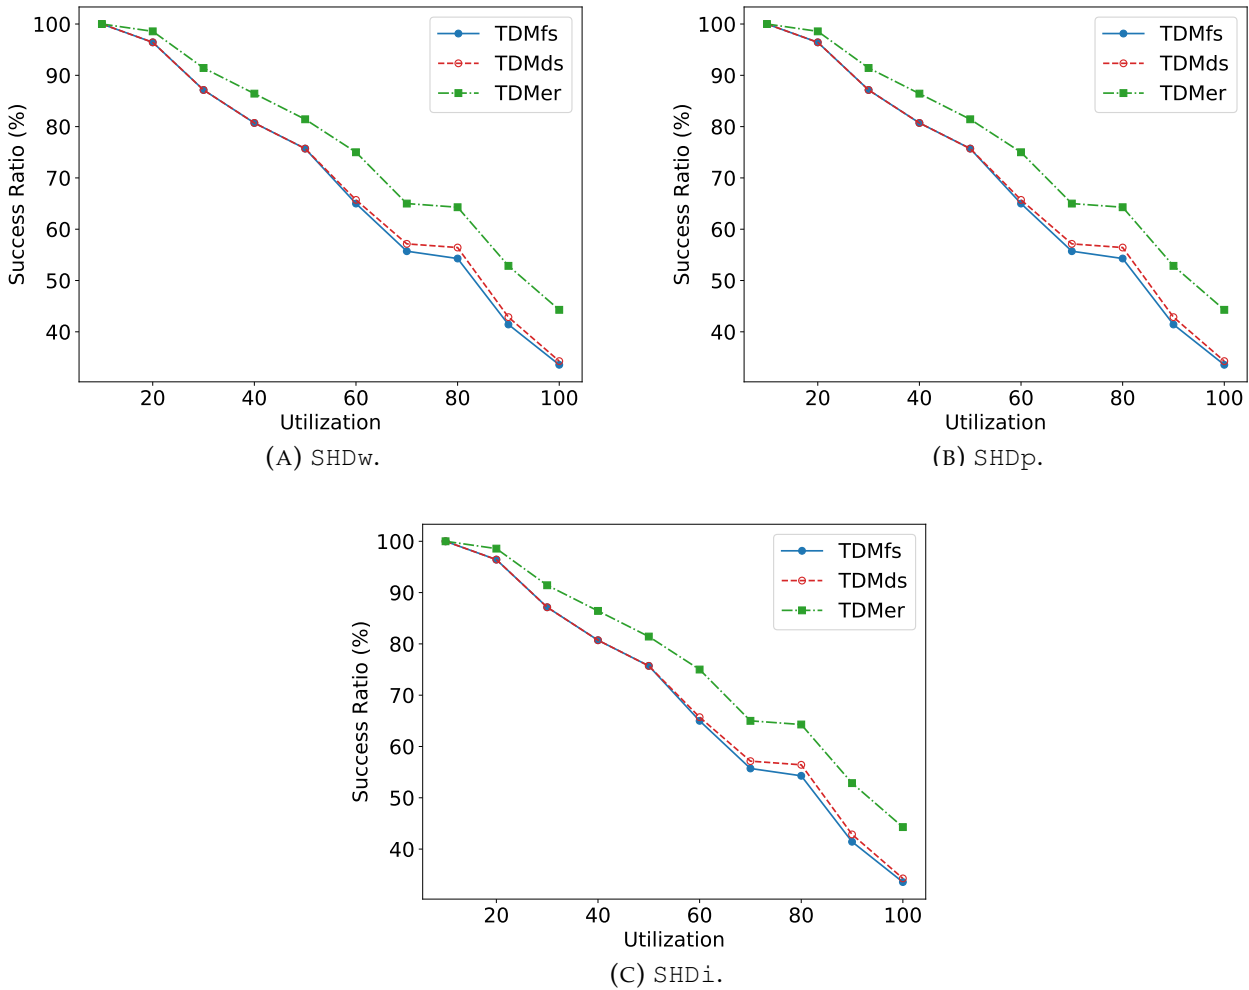 100
90
80
70
60
50
40
Success Ratio (%)
TDMfs
TDMds
TDMer
20 40 60 80 100
Utilization
(A) SHDw.
100
90
80
70
60
50
40
Success Ratio (%)
TDMfs
TDMds
TDMer
20 40 60 80 100
Utilization
(B) SHDp.
100
90
80
70
60
50
40
Success Ratio (%)
TDMfs
TDMds
TDMer
20 40 60 80 100
Utilization
(C) SHDi.